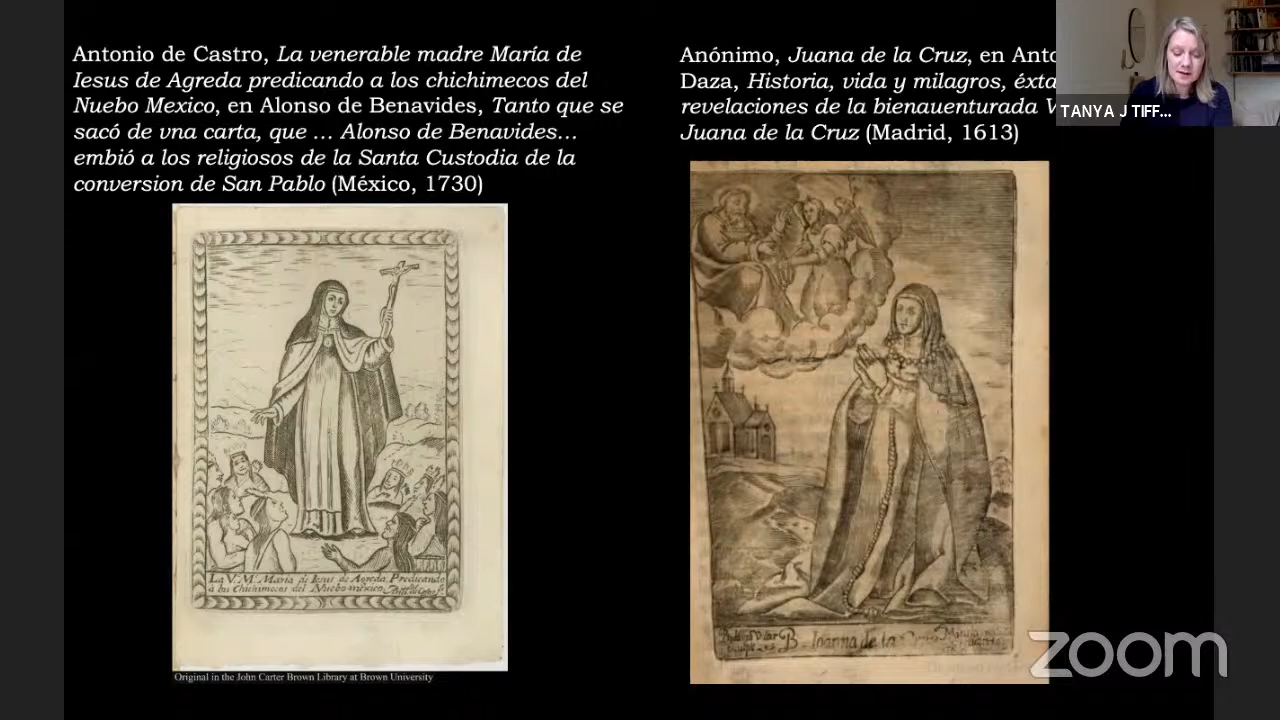 Antonio de Castro, La venerable madre María de
Iesus de Agreda predicando a los chichimecos del
Nuebo Mexico, en Alonso de Benavides, Tanto que se
sacó de vna carta, que … Alonso de Benavides…
embió a los religiosos de la Santa Custodia de la
conversion de San Pablo (México, 1730)
La V. M. Maria de Iesus de Agreda, Predicando
á los Chichimecos del Nuebo-mexico
Original in the John Carter Brown Library at Brown University
Anónimo, Juana de la Cruz, en Anto
Daza, Historia, vida y milagros, éxta
revelaciones de la bienauenturada V
Juana de la Cruz (Madrid, 1613)
B. Ioanna de la
TANYA J TIFF...
zoom